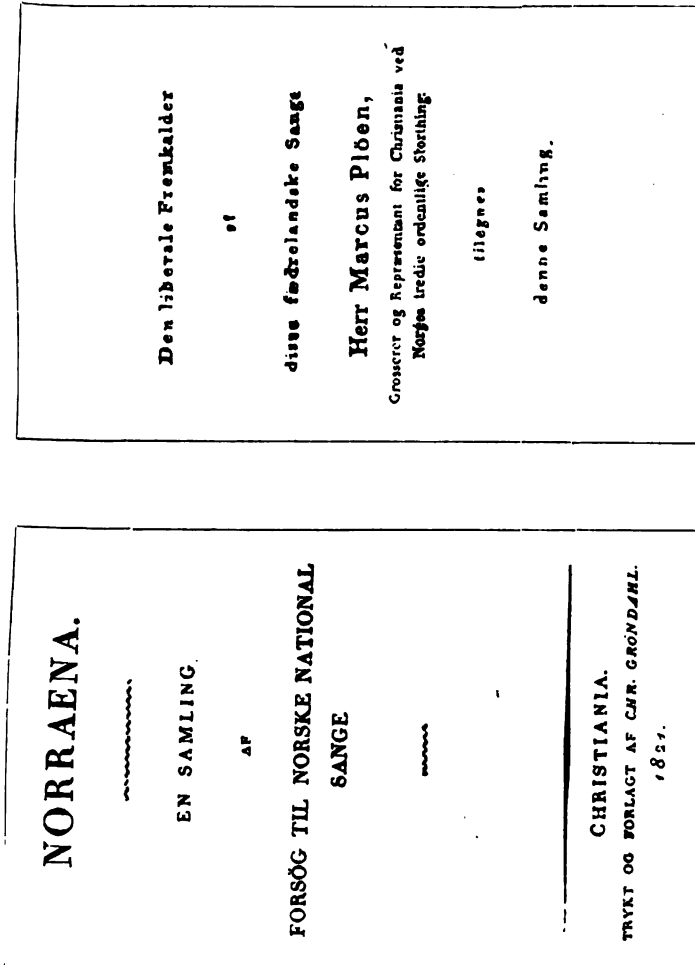 NORRAENA.
EN SAMLING
AF
FORSÖG TIL NORSKE NATIONAL
SANGE
CHRISTIANIA.
TRYKT OG FORLAGT AF CHR. GRÖNDAHL.
1821.
Den liberale Fremkalder
af
disse fædrelandske Sange
Herr Marcus Plöen,
Grosserer og Repræsentant for Christiania ved
Norges tredie ordentlige Storthing.
tilegnes
denne Samling.